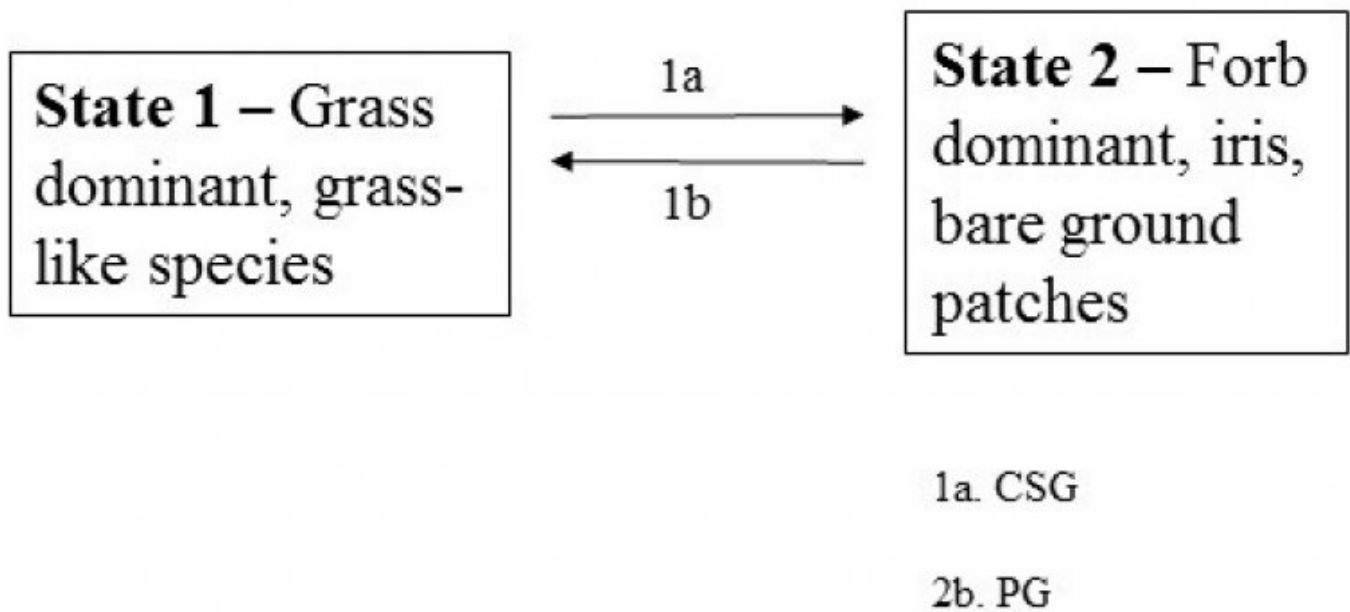 State 1 – Grass
dominant, grass-
like species
1a
1b
State 2 – Forb
dominant, iris,
bare ground
patches
1a. CSG
2b. PG